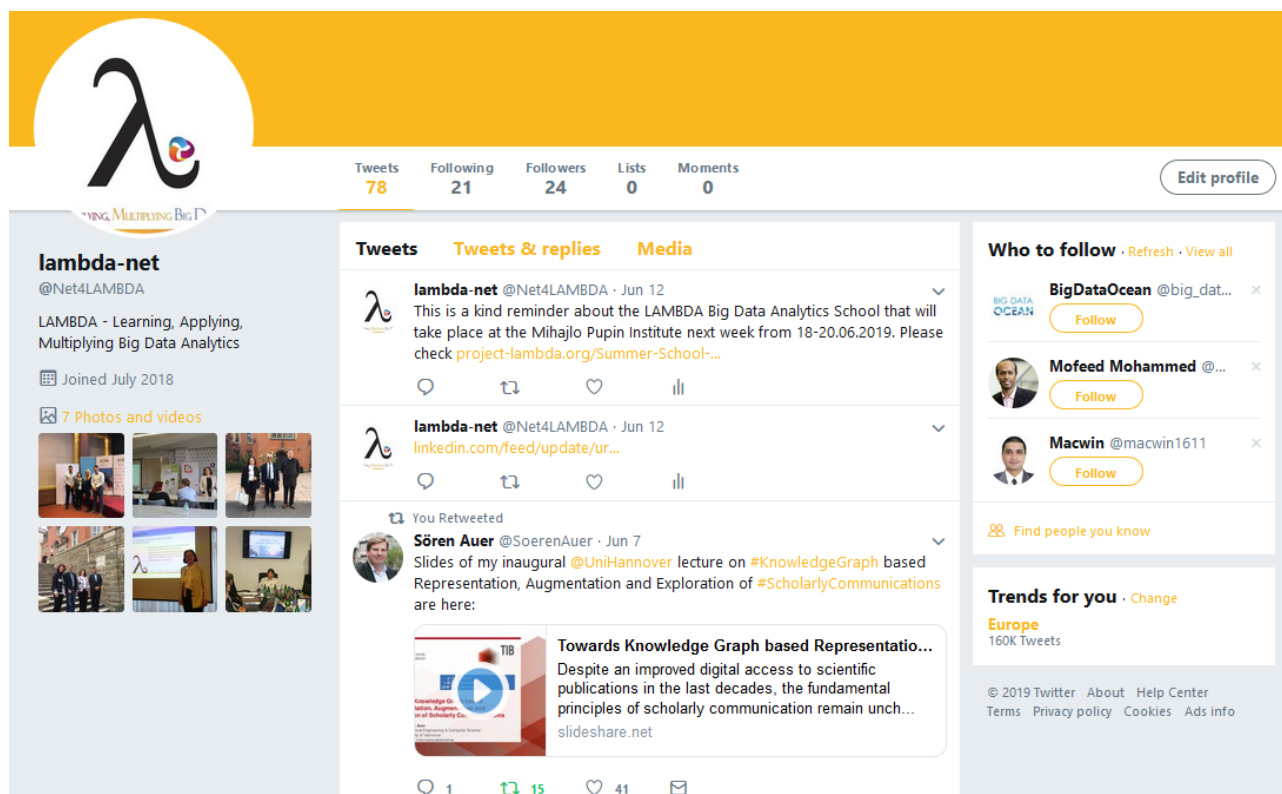 YING, MULTIPLYING BIG D
Tweets Following Followers Lists Moments
78 21 24 0 0
Edit profile
lambda-net
@Net4LAMBDA
LAMBDA - Learning, Applying,
Multiplying Big Data Analytics
Joined July 2018
7 Photos and videos
Tweets Tweets & replies Media
lambda-net @Net4LAMBDA · Jun 12
This is a kind reminder about the LAMBDA Big Data Analytics School that will
take place at the Mihajlo Pupin Institute next week from 18-20.06.2019. Please
check project-lambda.org/Summer-School-...
lambda-net @Net4LAMBDA · Jun 12
linkedin.com/feed/update/ur...
You Retweeted
Sören Auer @SoerenAuer · Jun 7
Slides of my inaugural @UniHannover lecture on #KnowledgeGraph based
Representation, Augmentation and Exploration of #ScholarlyCommunications
are here:
TIB
Towards Knowledge Graph based Representatio...
Despite an improved digital access to scientific
publications in the last decades, the fundamental
principles of scholarly communication remain unch...
slideshare.net
1 15 41
Who to follow · Refresh · View all
BIG DATA
OCEAN
BigDataOcean @big_dat...
Follow
Mofeed Mohammed @...
Follow
Macwin @macwin1611
Follow
Find people you know
Trends for you · Change
Europe
160K Tweets
© 2019 Twitter About Help Center
Terms Privacy policy Cookies Ads info